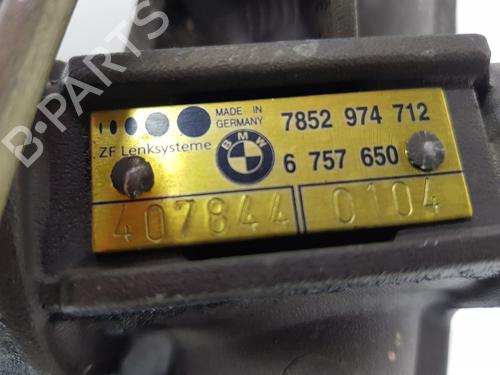 MADE IN
GERMANY
7852 974 712
ZF Lenksysteme
BMW
6 757 650
407844
0104
B-PARTS